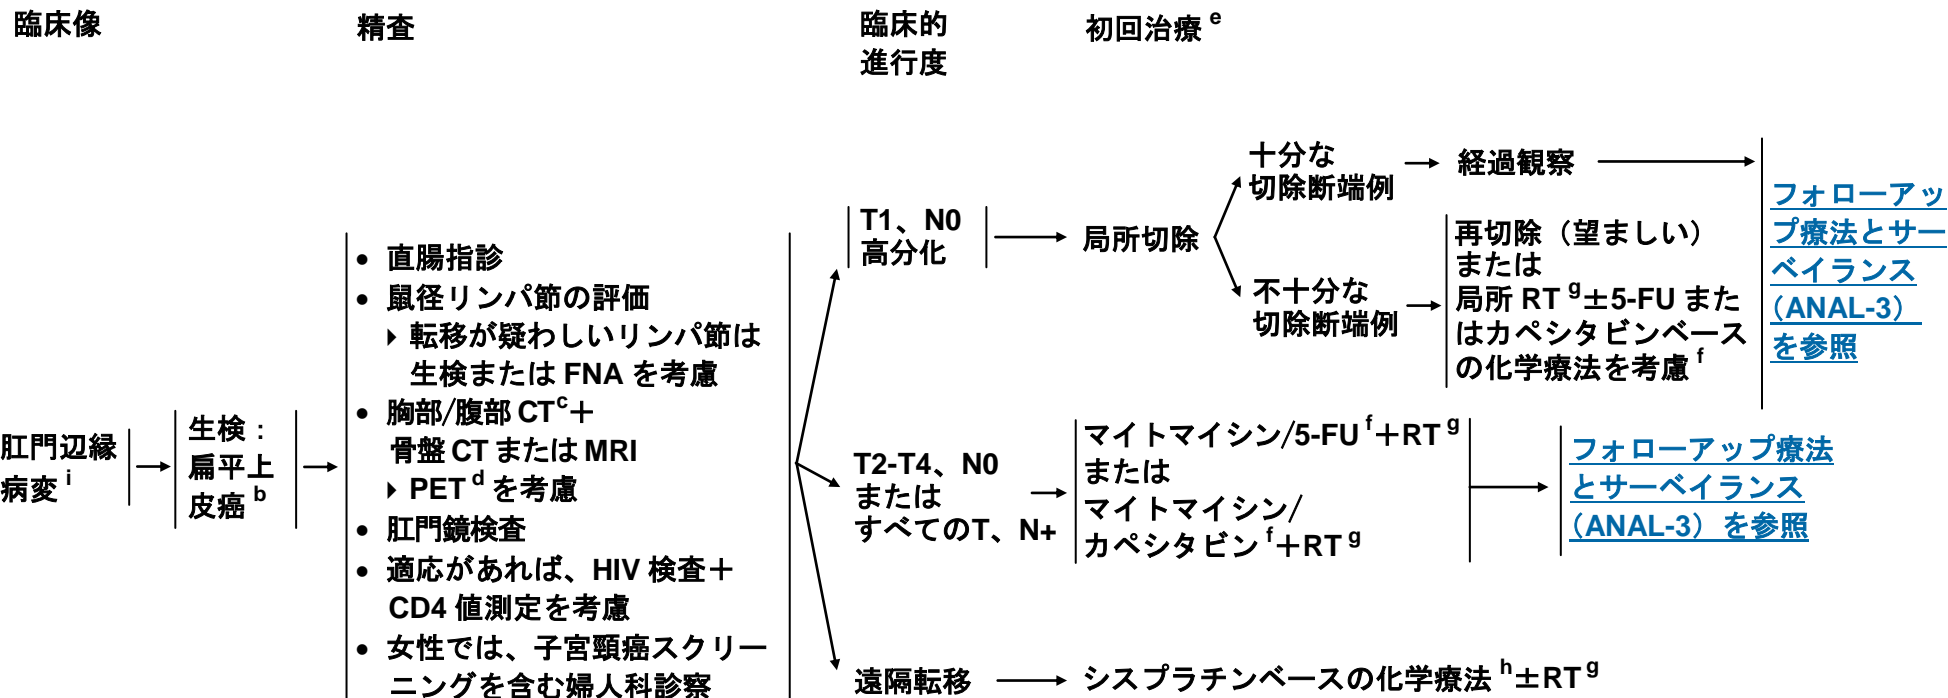 臨床像
精査
臨床的
進行度
初回治療 e
肛門辺縁
病変 i
生検：
扁平上
皮癌 b
• 直腸指診
• 鼠径リンパ節の評価
転移が疑わしいリンパ節は
生検または FNA を考慮
• 胸部/腹部 CTc＋
骨盤 CT または MRI
PET d を考慮
• 肛門鏡検査
• 適応があれば、HIV 検査＋
CD4 値測定を考慮
• 女性では、子宮頸癌スクリー
ニングを含む婦人科診察
T1、N0
高分化
局所切除
十分な
切除断端例
経過観察
不十分な
切除断端例
再切除（望ましい）
または
局所 RT g±5-FU また
はカペシタビンベース
の化学療法を考慮 f
フォローアッ
プ療法とサー
ベイランス
（ANAL-3）
を参照
T2-T4、N0
または
すべてのT、N+
マイトマイシン/5-FU f＋RT g
または
マイトマイシン/
カペシタビン f＋RT g
フォローアップ療法
とサーベイランス
（ANAL-3）を参照
遠隔転移
シスプラチンベースの化学療法 h±RT g